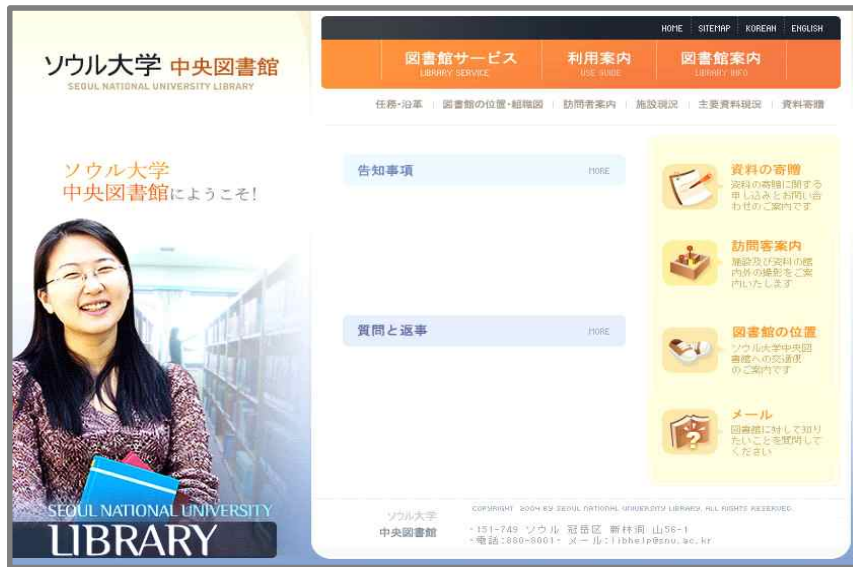 HOME SITEMAP KOREAN ENGLISH
ソウル大学 中央図書館
SEOUL NATIONAL UNIVERSITY LIBRARY
図書館サービス 利用案内 図書館案内
LIBRARY SERVICE USE GUIDE LIBRARY INFO
任務·沿革 図書館の位置·組織図 訪問者案内 施設現況 主要資料現況 資料寄贈
ソウル大学
中央図書館にようこそ!
告知事項 MORE
質問と返事 MORE
資料の寄贈
資料の寄贈に関する
申し込みとお問い合
わせのご案内です
訪問客案内
施設及び資料の館
内外の撮影をご案
内いたします
図書館の位置
ソウル大学中央図
書館への交通便
のご案内です
メール
図書館に対して知り
たいことを質問して
ください
SEOUL NATIONAL UNIVERSITY
LIBRARY
ソウル大学
中央図書館
COPYRIGHT 2004 BY SEOUL NATIONAL UNIVERSITY LIBRARY. ALL RIGHTS RESERVED.
·151-749 ソウル 冠岳区 新林洞 山56-1
·電話:880-8001· メール:libhelp@snu.ac.kr